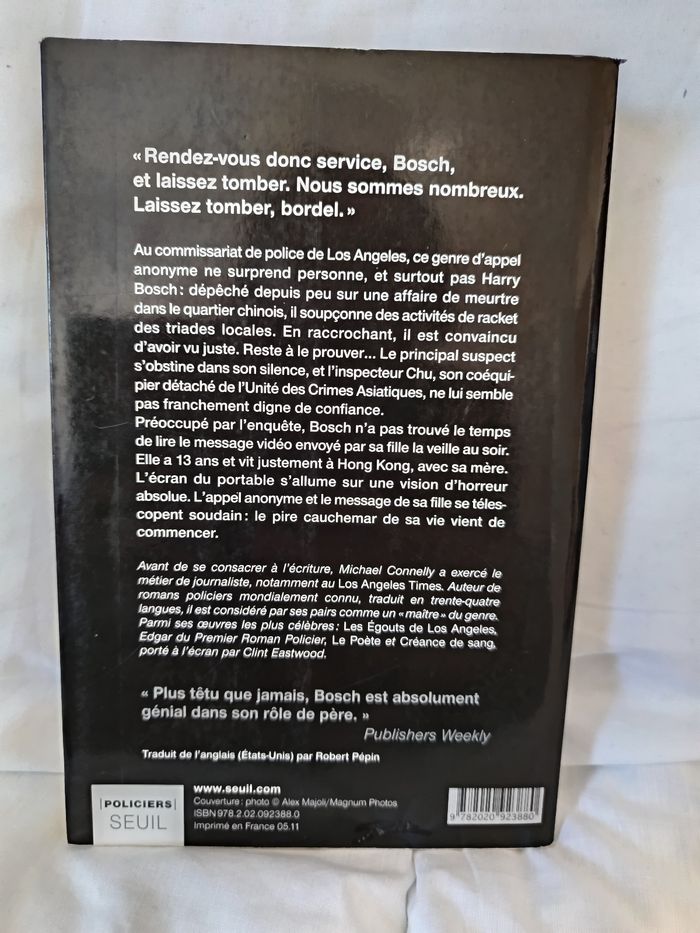 « Rendez-vous donc service, Bosch,
et laissez tomber. Nous sommes nombreux.
Laissez tomber, bordel. »
Au commissariat de police de Los Angeles, ce genre d'appel
anonyme ne surprend personne, et surtout pas Harry
Bosch : dépêché depuis peu sur une affaire de meurtre
dans le quartier chinois, il soupçonne des activités de racket
des triades locales. En raccrochant, il est convaincu
d'avoir vu juste. Reste à le prouver... Le principal suspect
s'obstine dans son silence, et l'inspecteur Chu, son coéqui-
pier détaché de l'Unité des Crimes Asiatiques, ne lui semble
pas franchement digne de confiance.
Préoccupé par l'enquête, Bosch n'a pas trouvé le temps
de lire le message vidéo envoyé par sa fille la veille au soir.
Elle a 13 ans et vit justement à Hong Kong, avec sa mère.
L'écran du portable s'allume sur une vision d'horreur
absolue. L'appel anonyme et le message de sa fille se téles-
copent soudain : le pire cauchemar de sa vie vient de
commencer.
Avant de se consacrer à l'écriture, Michael Connelly a exercé le
métier de journaliste, notamment au Los Angeles Times. Auteur de
romans policiers mondialement connu, traduit en trente-quatre
langues, il est considéré par ses pairs comme un « maître » du genre.
Parmi ses œuvres les plus célèbres : Les Égouts de Los Angeles,
Edgar du Premier Roman Policier, Le Poète et Créance de sang,
porté à l'écran par Clint Eastwood.
« Plus têtu que jamais, Bosch est absolument
génial dans son rôle de père. »
Publishers Weekly
Traduit de l'anglais (États-Unis) par Robert Pépin
|POLICIERS|
SEUIL
www.seuil.com
Couverture : photo © Alex Majoli/Magnum Photos
ISBN 978.2.02.092388.0
Imprimé en France 05.11
9 782020 923880